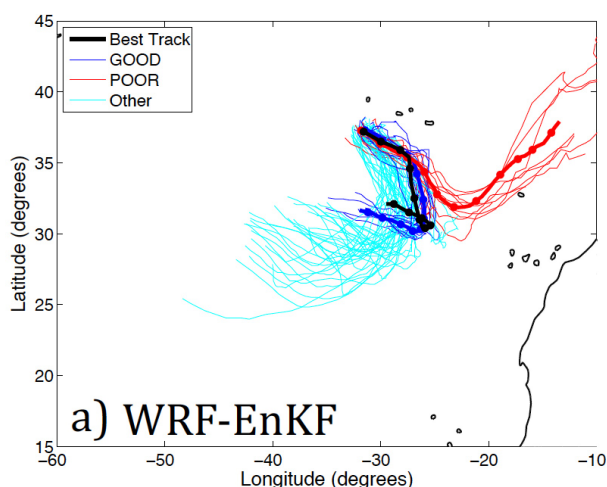 45
40
35
30
25
20
15
Latitude (degrees)
Best Track
GOOD
POOR
Other
a) WRF-EnKF
−60
−50
−40
−30
−20
−10
Longitude (degrees)